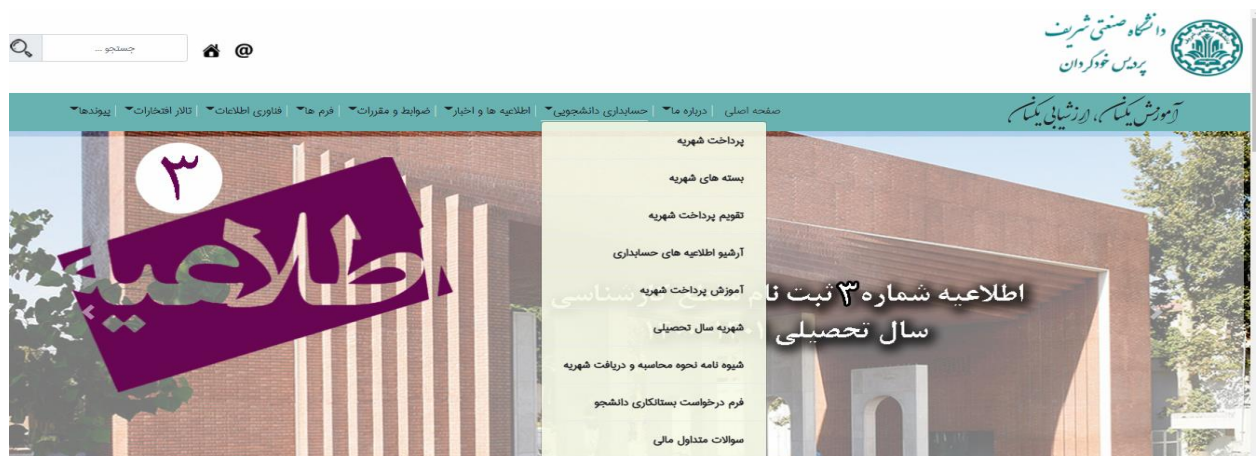 دانشگاه صنعتی شریف
پردیس خودگردان
جستجو ...
@
آموزش یکسان، ارزشیابی یکسان
صفحه اصلی | درباره ما | حسابداری دانشجویی | اطلاعیه ها و اخبار | ضوابط و مقررات | فرم ها | فناوری اطلاعات | تالار افتخارات | پیوندها
پرداخت شهریه
بسته های شهریه
تقویم پرداخت شهریه
آرشیو اطلاعیه های حسابداری
آموزش پرداخت شهریه
شهریه سال تحصیلی
شیوه نامه نحوه محاسبه و دریافت شهریه
فرم درخواست بستانکاری دانشجو
سوالات متداول مالی
۳
اطلاعیه
اطلاعیه شماره ۳ ثبت
سال تحصیلی